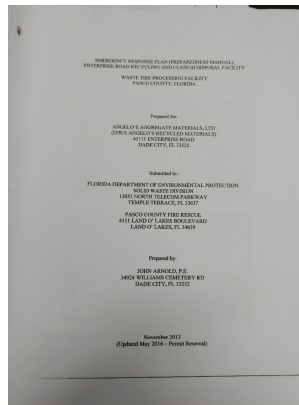 EMERGENCY RESPONSE PLAN (PREPAREDNESS MANUAL)
ENTERPRISE ROAD RECYCLING AND CLASS III DISPOSAL FACILITY
WASTE TIRE PROCESSING FACILITY
PASCO COUNTY, FLORIDA
Prepared for:
ANGELO'S AGGREGATE MATERIALS, LTD
(D/B/A ANGELO'S RECYCLED MATERIALS)
41111 ENTERPRISE ROAD
DADE CITY, FL 33525
Submitted to:
FLORIDA DEPARTMENT OF ENVIRONMENTAL PROTECTION
SOLID WASTE DIVISION
13051 NORTH TELECOM PARKWAY
TEMPLE TERRACE, FL 33637
PASCO COUNTY FIRE RESCUE
4111 LAND O' LAKES BOULEVARD
LAND O' LAKES, FL 34639
Prepared by:
JOHN ARNOLD, P.E.
34924 WILLIAMS CEMETERY RD
DADE CITY, FL 33252
November 2013
(Updated May 2016 – Permit Renewal)